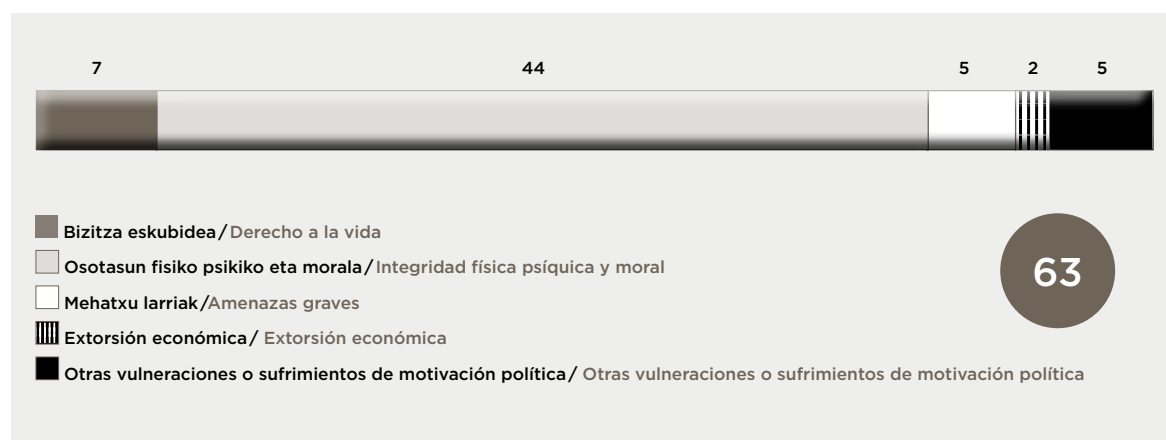 7 44 5 2 5
Bizitza eskubidea/Derecho a la vida
Osotasun fisiko psikiko eta morala/Integridad física psíquica y moral
63
Mehatxu larriak/Amenazas graves
Extorsión económica/ Extorsión económica
Otras vulneraciones o sufrimientos de motivación política/ Otras vulneraciones o sufrimientos de motivación política